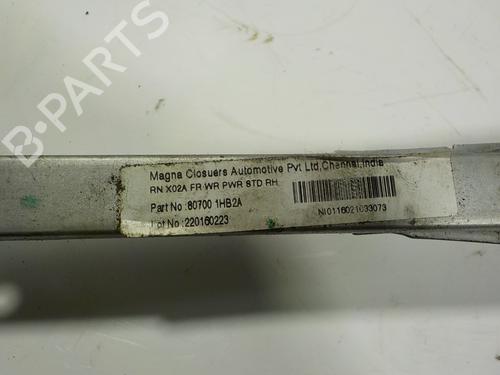 Magna Closuers Automotive Pvt Ltd,Chennai,India
RN X02A FR WR PWR STD RH
Part No :80700 1HB2A
Lot No :220160223
NI0116021633073
B-PARTS